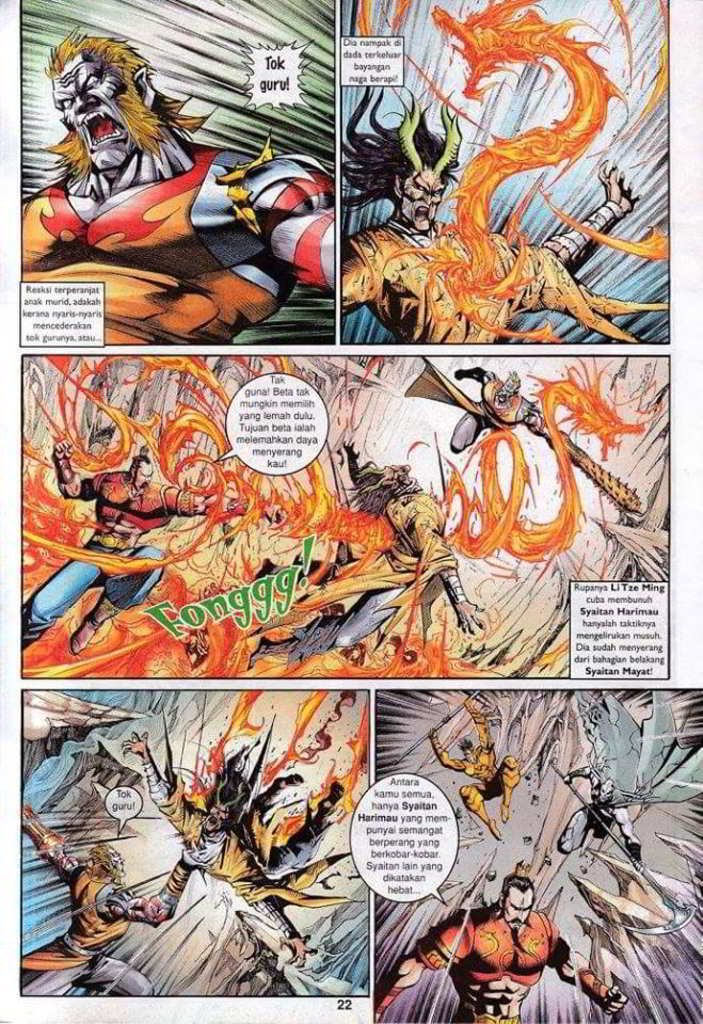 Tok
guru!
Reaksi terperanjat
anak murid, adakah
kerana nyaris-nyaris
mencederakan
tok gurunya, atau...
Dia nampak di
dada terkeluar
bayangan
naga berapi!
Tak
guna! Beta tak
mungkin memilih
yang lemah dulu.
Tujuan beta ialah
melemahkan daya
menyerang
kau!
Fonggg!
Rupanya Li Tze Ming
cuba membunuh
Syaitan Harimau
hanyalah taktiknya
mengelirukan musuh.
Dia sudah menyerang
dari bahagian belakang
Syaitan Mayat!
Tok
guru!
Antara
kamu semua,
hanya Syaitan
Harimau yang mem-
punyai semangat
berperang yang
berkobar-kobar.
Syaitan lain yang
dikatakan
hebat...
22